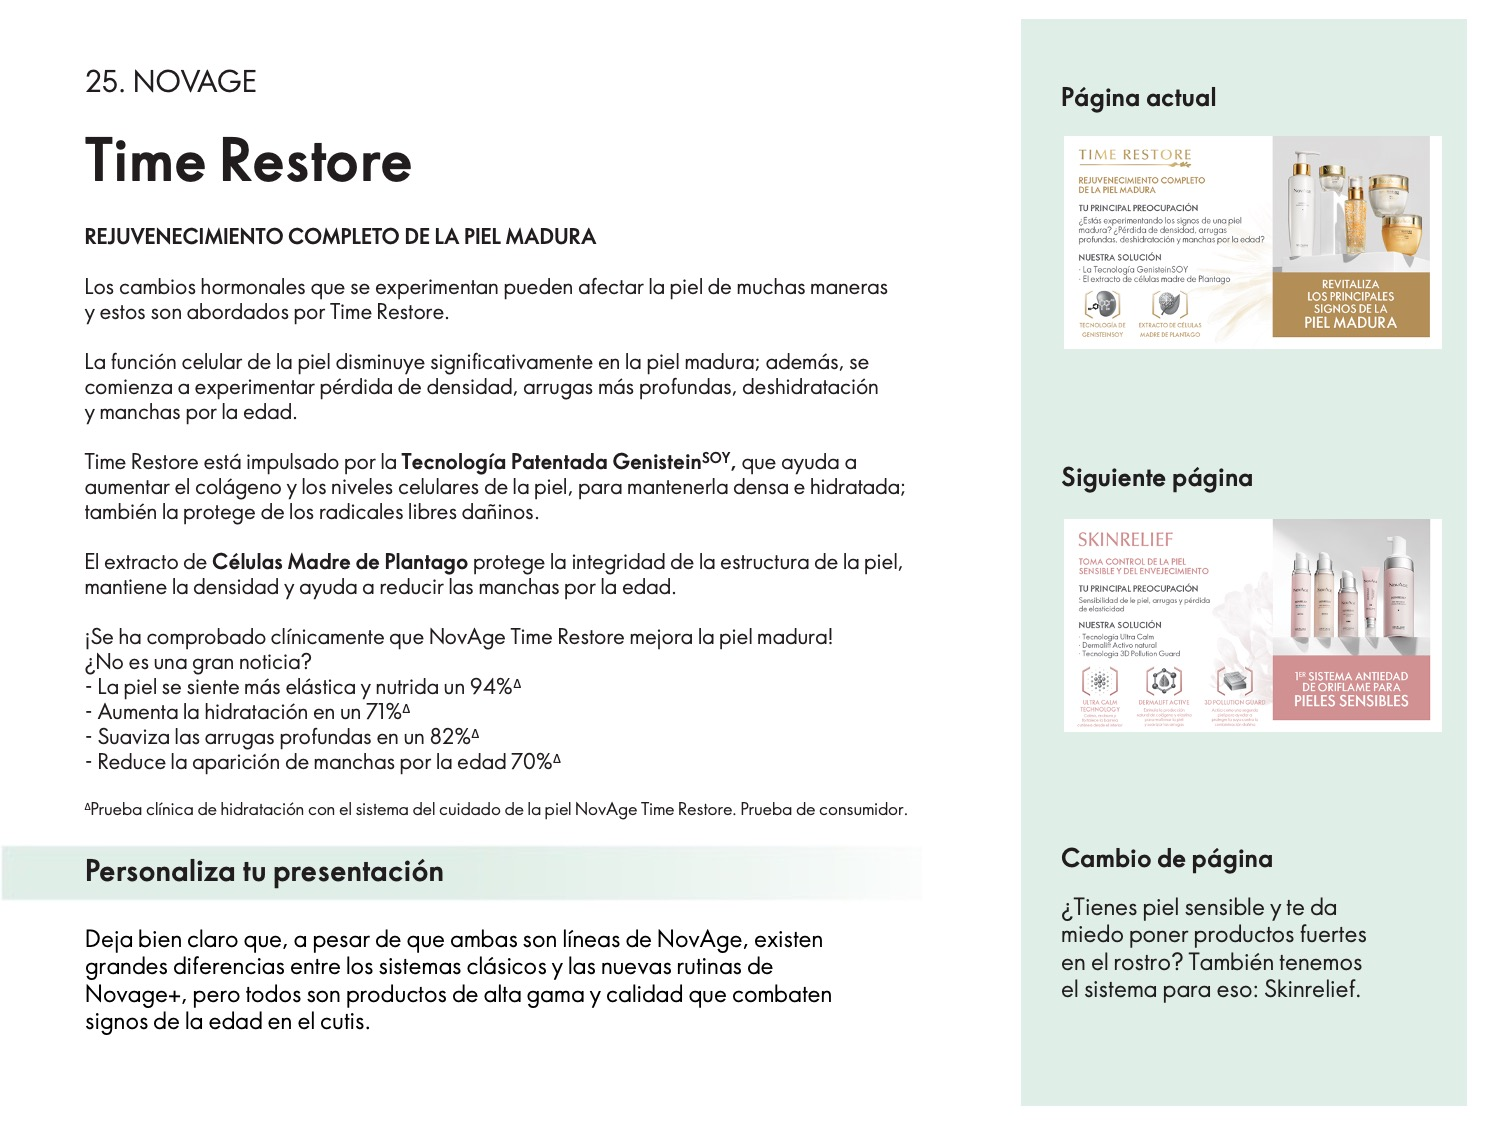 25. NOVAGE
Time Restore
REJUVENECIMIENTO COMPLETO DE LA PIEL MADURA
Los cambios hormonales que se experimentan pueden afectar la piel de muchas maneras
y estos son abordados por Time Restore.
La función celular de la piel disminuye significativamente en la piel madura; además, se
comienza a experimentar pérdida de densidad, arrugas más profundas, deshidratación
y manchas por la edad.
Time Restore está impulsado por la Tecnología Patentada Genistein^SOY, que ayuda a
aumentar el colágeno y los niveles celulares de la piel, para mantenerla densa e hidratada;
también la protege de los radicales libres dañinos.
El extracto de Células Madre de Plantago protege la integridad de la estructura de la piel,
mantiene la densidad y ayuda a reducir las manchas por la edad.
¡Se ha comprobado clínicamente que NovAge Time Restore mejora la piel madura!
¿No es una gran noticia?
- La piel se siente más elástica y nutrida un 94%Δ
- Aumenta la hidratación en un 71%Δ
- Suaviza las arrugas profundas en un 82%Δ
- Reduce la aparición de manchas por la edad 70%Δ
ΔPrueba clínica de hidratación con el sistema del cuidado de la piel NovAge Time Restore. Prueba de consumidor.
Personaliza tu presentación
Deja bien claro que, a pesar de que ambas son líneas de NovAge, existen
grandes diferencias entre los sistemas clásicos y las nuevas rutinas de
Novage+, pero todos son productos de alta gama y calidad que combaten
signos de la edad en el cutis.
Página actual
TIME RESTORE
REJUVENECIMIENTO COMPLETO
DE LA PIEL MADURA
TU PRINCIPAL PREOCUPACIÓN
¿Estás experimentando los signos de una piel
madura? ¿Pérdida de densidad, arrugas
profundas, deshidratación y manchas por la edad?
NUESTRA SOLUCIÓN
· La Tecnología GenisteinSOY
· El extracto de células madre de Plantago
TECNOLOGÍA DE
GENISTEINSOY
EXTRACTO DE CÉLULAS
MADRE DE PLANTAGO
REVITALIZA
LOS PRINCIPALES
SIGNOS DE LA
PIEL MADURA
Siguiente página
SKINRELIEF
TOMA CONTROL DE LA PIEL
SENSIBLE Y DEL ENVEJECIMIENTO
TU PRINCIPAL PREOCUPACIÓN
Sensibilidad de le piel, arrugas y pérdida
de elasticidad
NUESTRA SOLUCIÓN
· Tecnología Ultra Calm
· Dermalift Activo natural
· Tecnología 3D Pollution Guard
ULTRA CALM
TECHNOLOGY
DERMALIFT ACTIVE
3D POLLUTION GUARD
1ER SISTEMA ANTIEDAD
DE ORIFLAME PARA
PIELES SENSIBLES
Cambio de página
¿Tienes piel sensible y te da
miedo poner productos fuertes
en el rostro? También tenemos
el sistema para eso: Skinrelief.